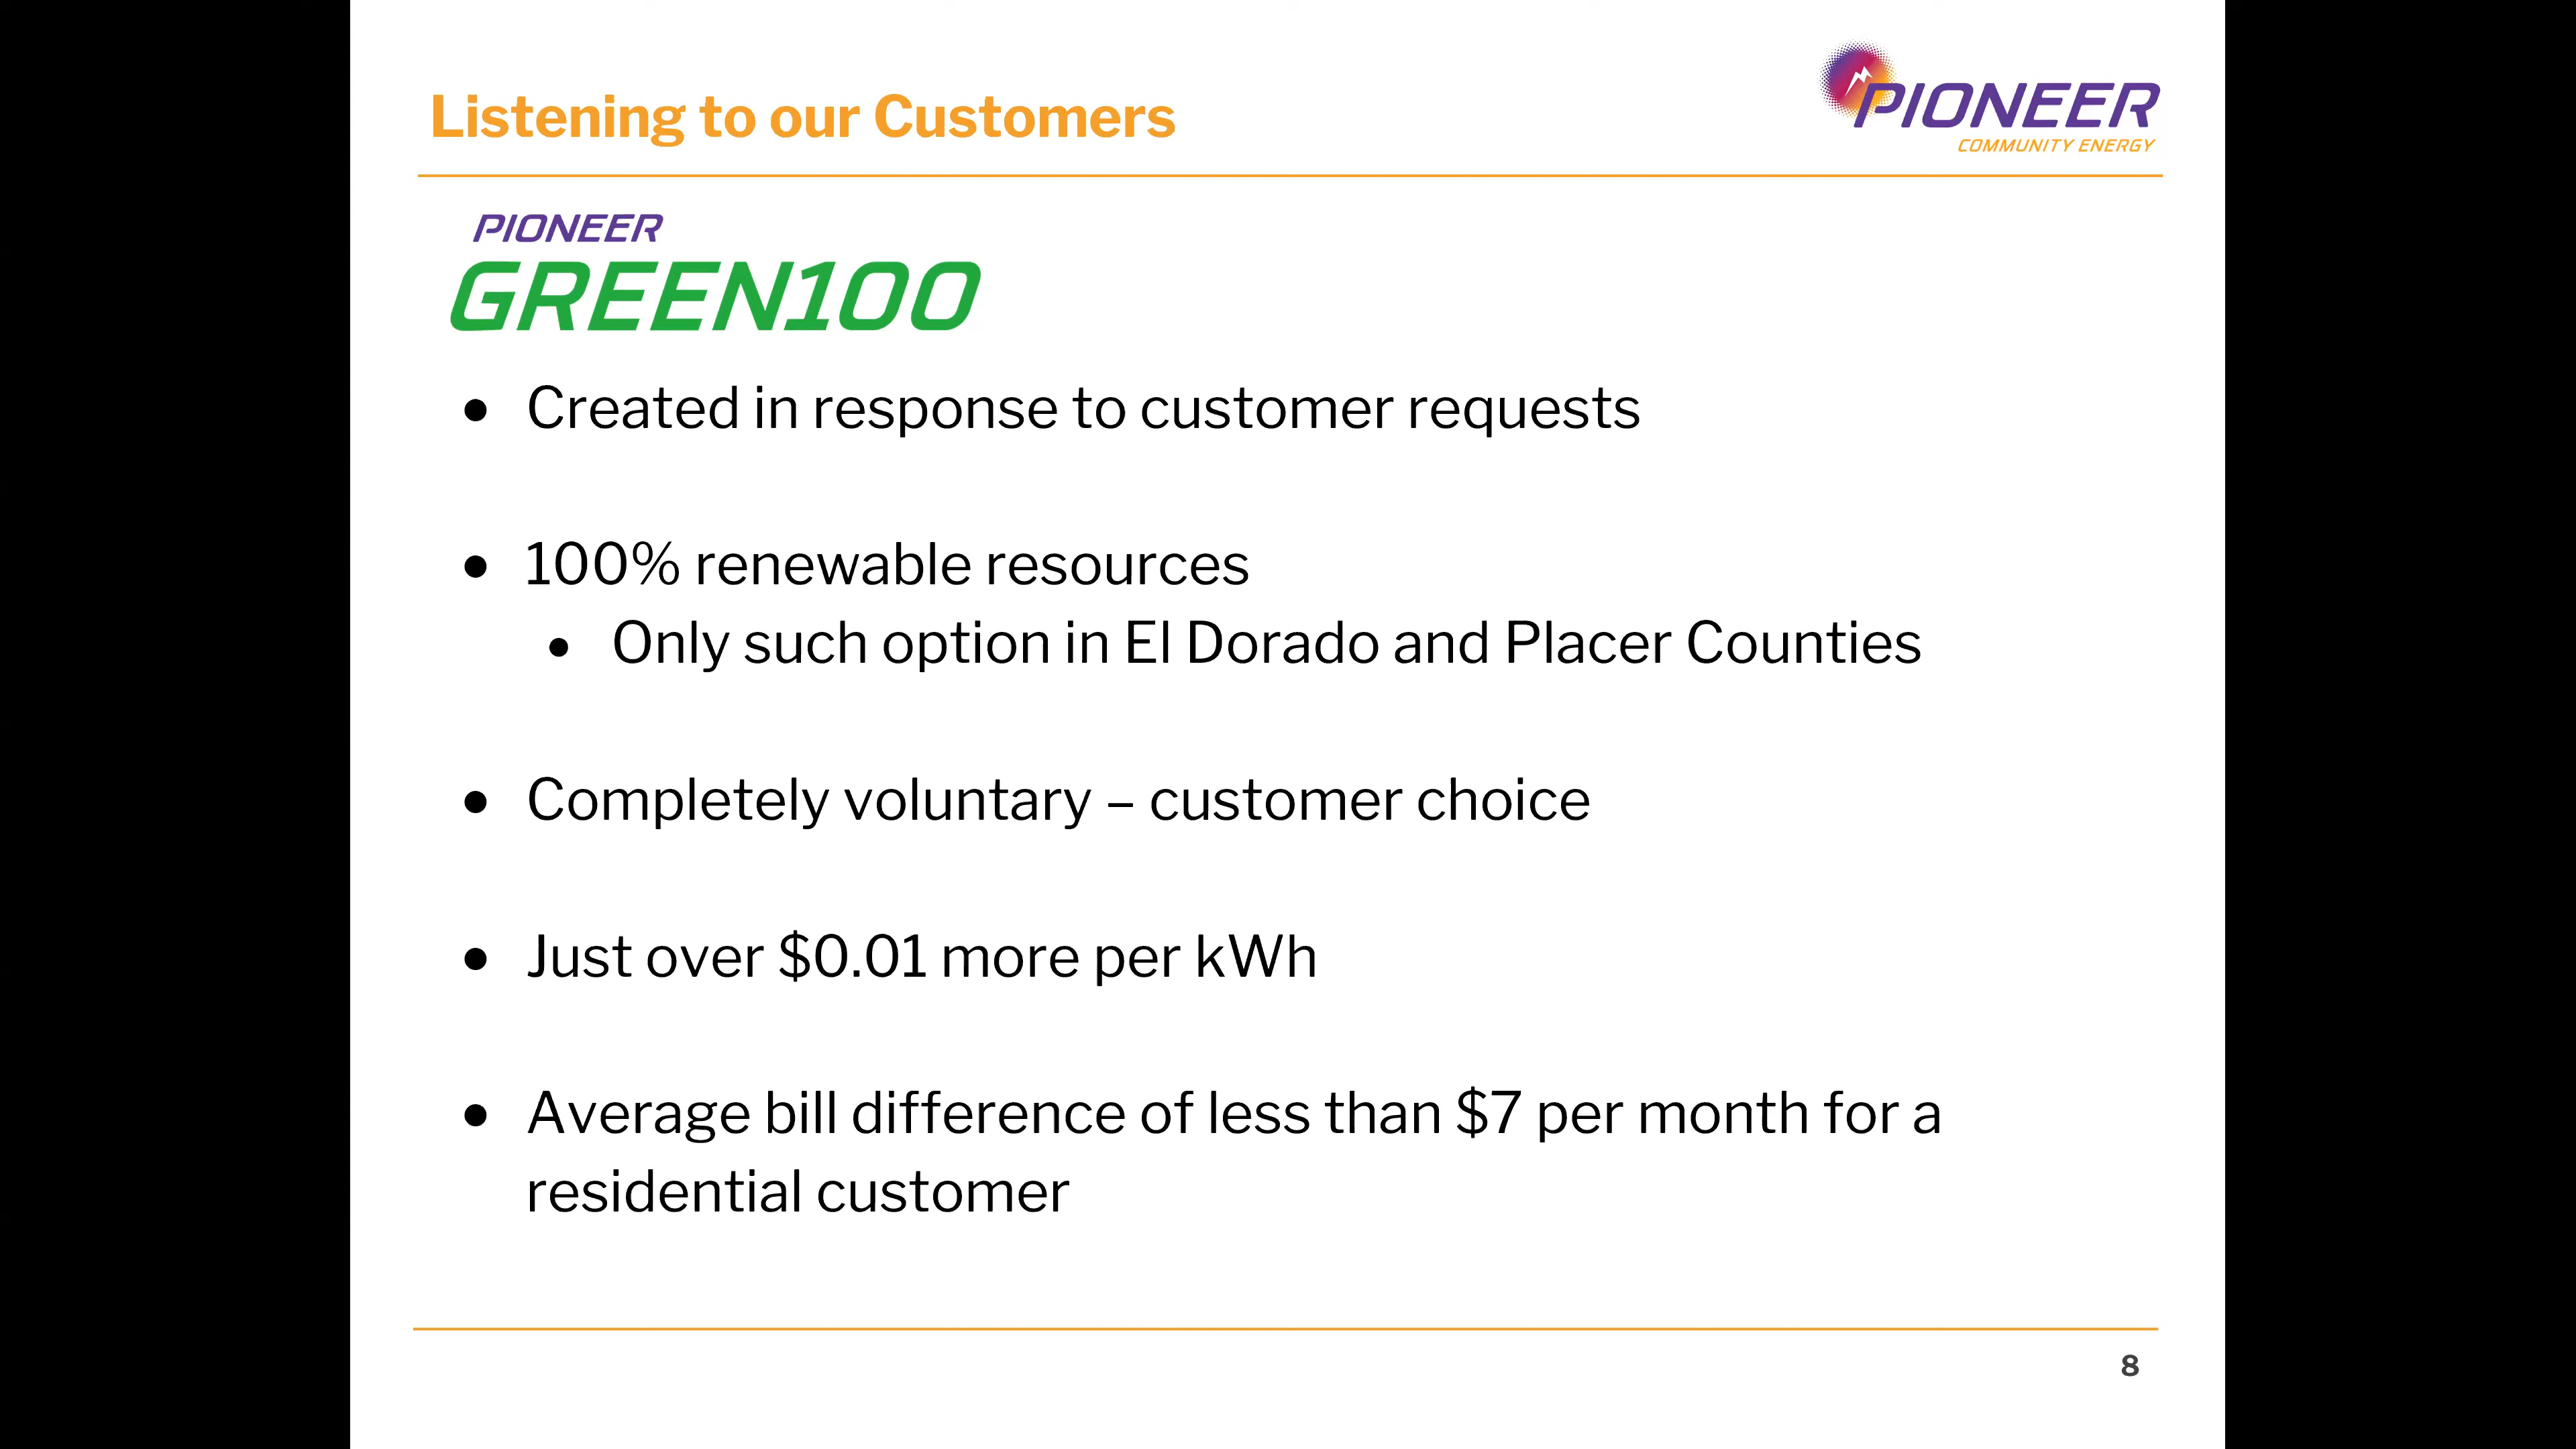 Listening to our Customers
PIONEER
COMMUNITY ENERGY
PIONEER
GREEN100
• Created in response to customer requests
• 100% renewable resources
• Only such option in El Dorado and Placer Counties
• Completely voluntary – customer choice
• Just over $0.01 more per kWh
• Average bill difference of less than $7 per month for a
residential customer
8